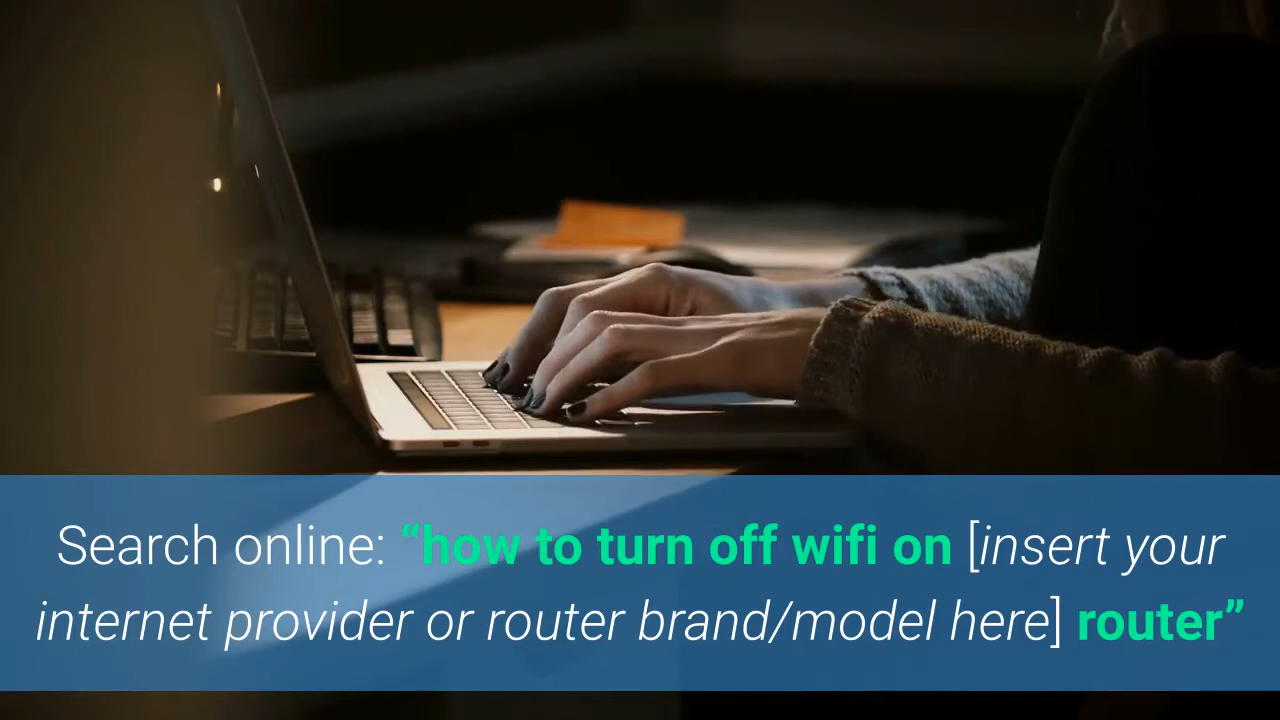 Search online: “how to turn off wifi on [insert your
internet provider or router brand/model here] router”